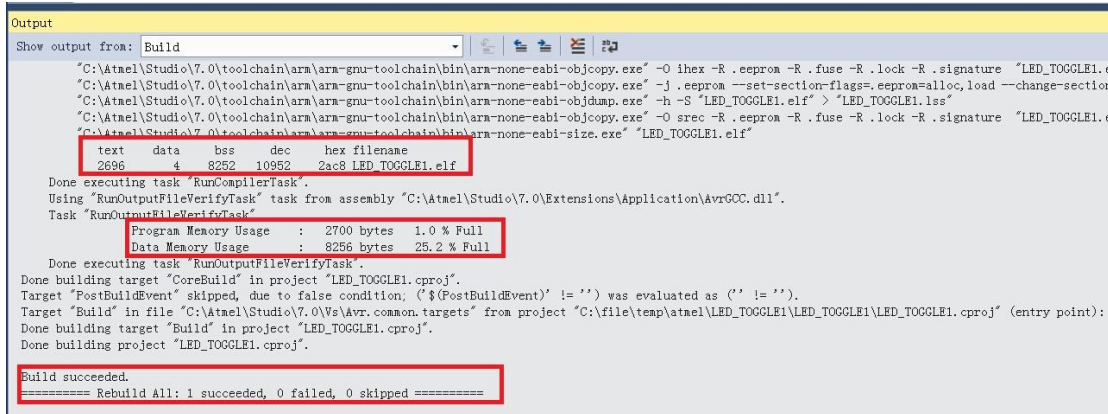 Output
Show output from: Build
"C:\Atmel\Studio\7.0\toolchain\arm\arm-gnu-toolchain\bin\arm-none-eabi-objcopy.exe" -O ihex -R .eeprom -R .fuse -R .lock -R .signature "LED_TOGGLE1.e
"C:\Atmel\Studio\7.0\toolchain\arm\arm-gnu-toolchain\bin\arm-none-eabi-objcopy.exe" -j .eeprom --set-section-flags=.eeprom=alloc,load --change-section
"C:\Atmel\Studio\7.0\toolchain\arm\arm-gnu-toolchain\bin\arm-none-eabi-objdump.exe" -h -S "LED_TOGGLE1.elf" > "LED_TOGGLE1.lss"
"C:\Atmel\Studio\7.0\toolchain\arm\arm-gnu-toolchain\bin\arm-none-eabi-objcopy.exe" -O srec -R .eeprom -R .fuse -R .lock -R .signature "LED_TOGGLE1.e
"C:\Atmel\Studio\7.0\toolchain\arm\arm-gnu-toolchain\bin\arm-none-eabi-size.exe" "LED_TOGGLE1.elf"
text data bss dec hex filename
2696 4 8252 10952 2ac8 LED_TOGGLE1.elf
Done executing task "RunCompilerTask".
Using "RunOutputFileVerifyTask" task from assembly "C:\Atmel\Studio\7.0\Extensions\Application\AvrGCC.dll".
Task "RunOutputFileVerifyTask"
Program Memory Usage : 2700 bytes 1.0 % Full
Data Memory Usage : 8256 bytes 25.2 % Full
Done executing task "RunOutputFileVerifyTask".
Done building target "CoreBuild" in project "LED_TOGGLE1.cproj".
Target "PostBuildEvent" skipped, due to false condition; ('$(PostBuildEvent)' != '') was evaluated as ('' != '').
Target "Build" in file "C:\Atmel\Studio\7.0\Vs\Avr.common.targets" from project "C:\file\temp\atmel\LED_TOGGLE1\LED_TOGGLE1\LED_TOGGLE1.cproj" (entry point):
Done building target "Build" in project "LED_TOGGLE1.cproj".
Done building project "LED_TOGGLE1.cproj".
Build succeeded.
========== Rebuild All: 1 succeeded, 0 failed, 0 skipped ==========